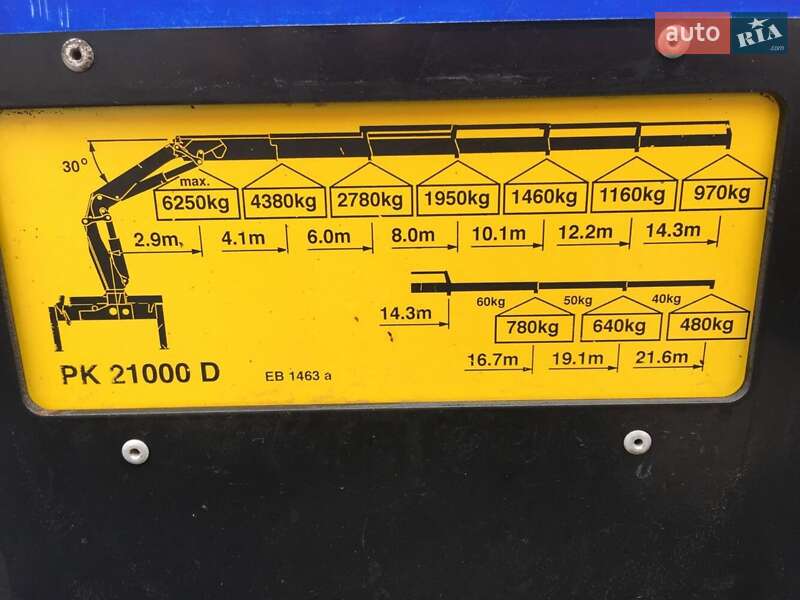 auto RIA .com
30°
max.
6250kg 4380kg 2780kg 1950kg 1460kg 1160kg 970kg
2.9m 4.1m 6.0m 8.0m 10.1m 12.2m 14.3m
14.3m 60kg 50kg 40kg
780kg 640kg 480kg
16.7m 19.1m 21.6m
PK 21000 D EB 1463 a